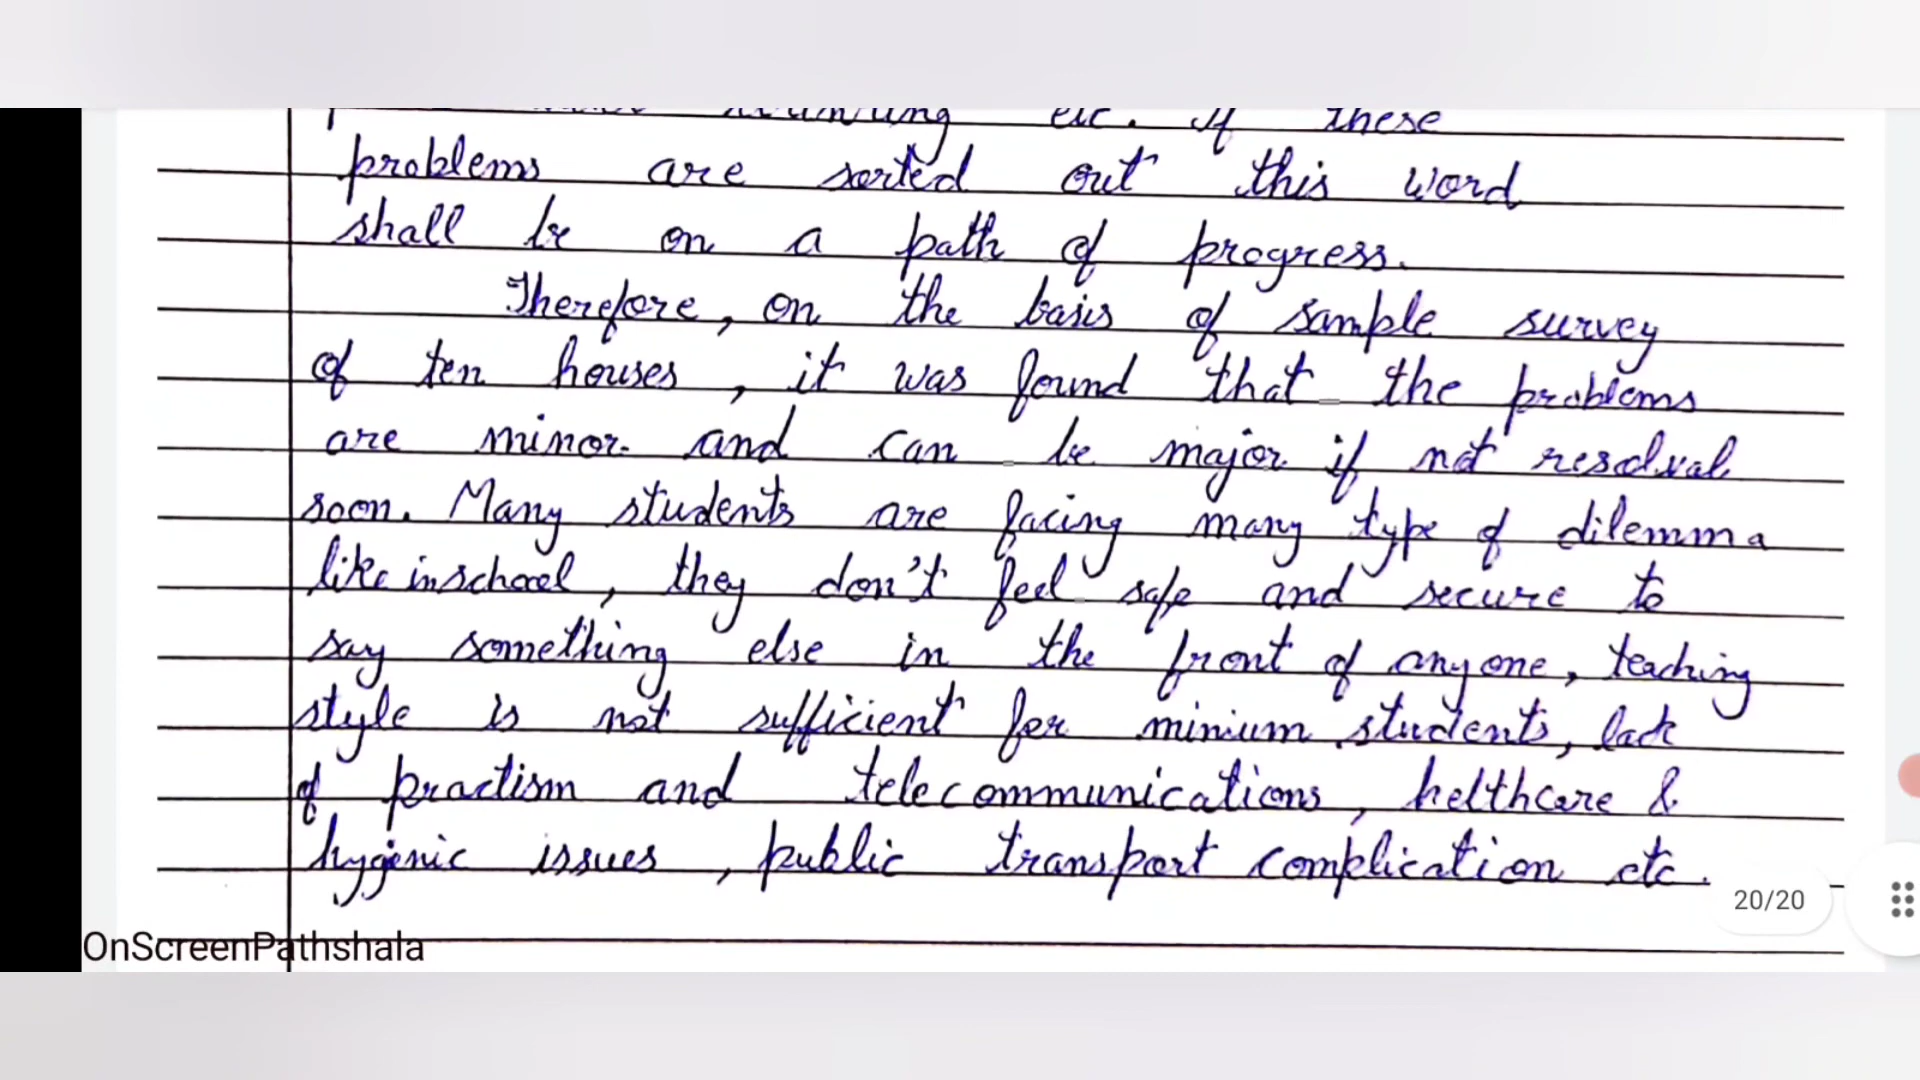 etc. If these
problems are sorted out this word
shall be on a path of progress.
Therefore, on the basis of sample survey
of ten houses, it was found that the problems
are minor and can be major if not resolval
soon. Many students are facing many type of dilemma
like in school, they don't feel safe and secure to
say something else in the front of anyone, teaching
style is not sufficient for minium students, lack
of practism and telecommunications, helthcare &
hygenic issues, public transport complication etc.
20/20
OnScreenPathshala